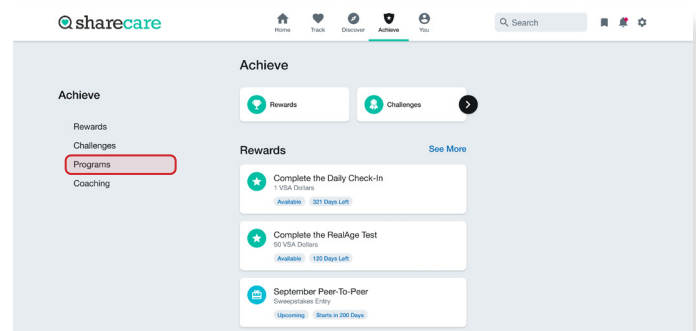 sharecare
Home
Track
Discover
Achieve
You
Search
Achieve
Rewards
Challenges
Programs
Coaching
Achieve
Rewards
Challenges
Rewards
See More
Complete the Daily Check-In
1 VSA Dollars
Available 321 Days Left
Complete the RealAge Test
50 VSA Dollars
Available 120 Days Left
September Peer-To-Peer
Sweepstakes Entry
Upcoming Starts in 200 Days